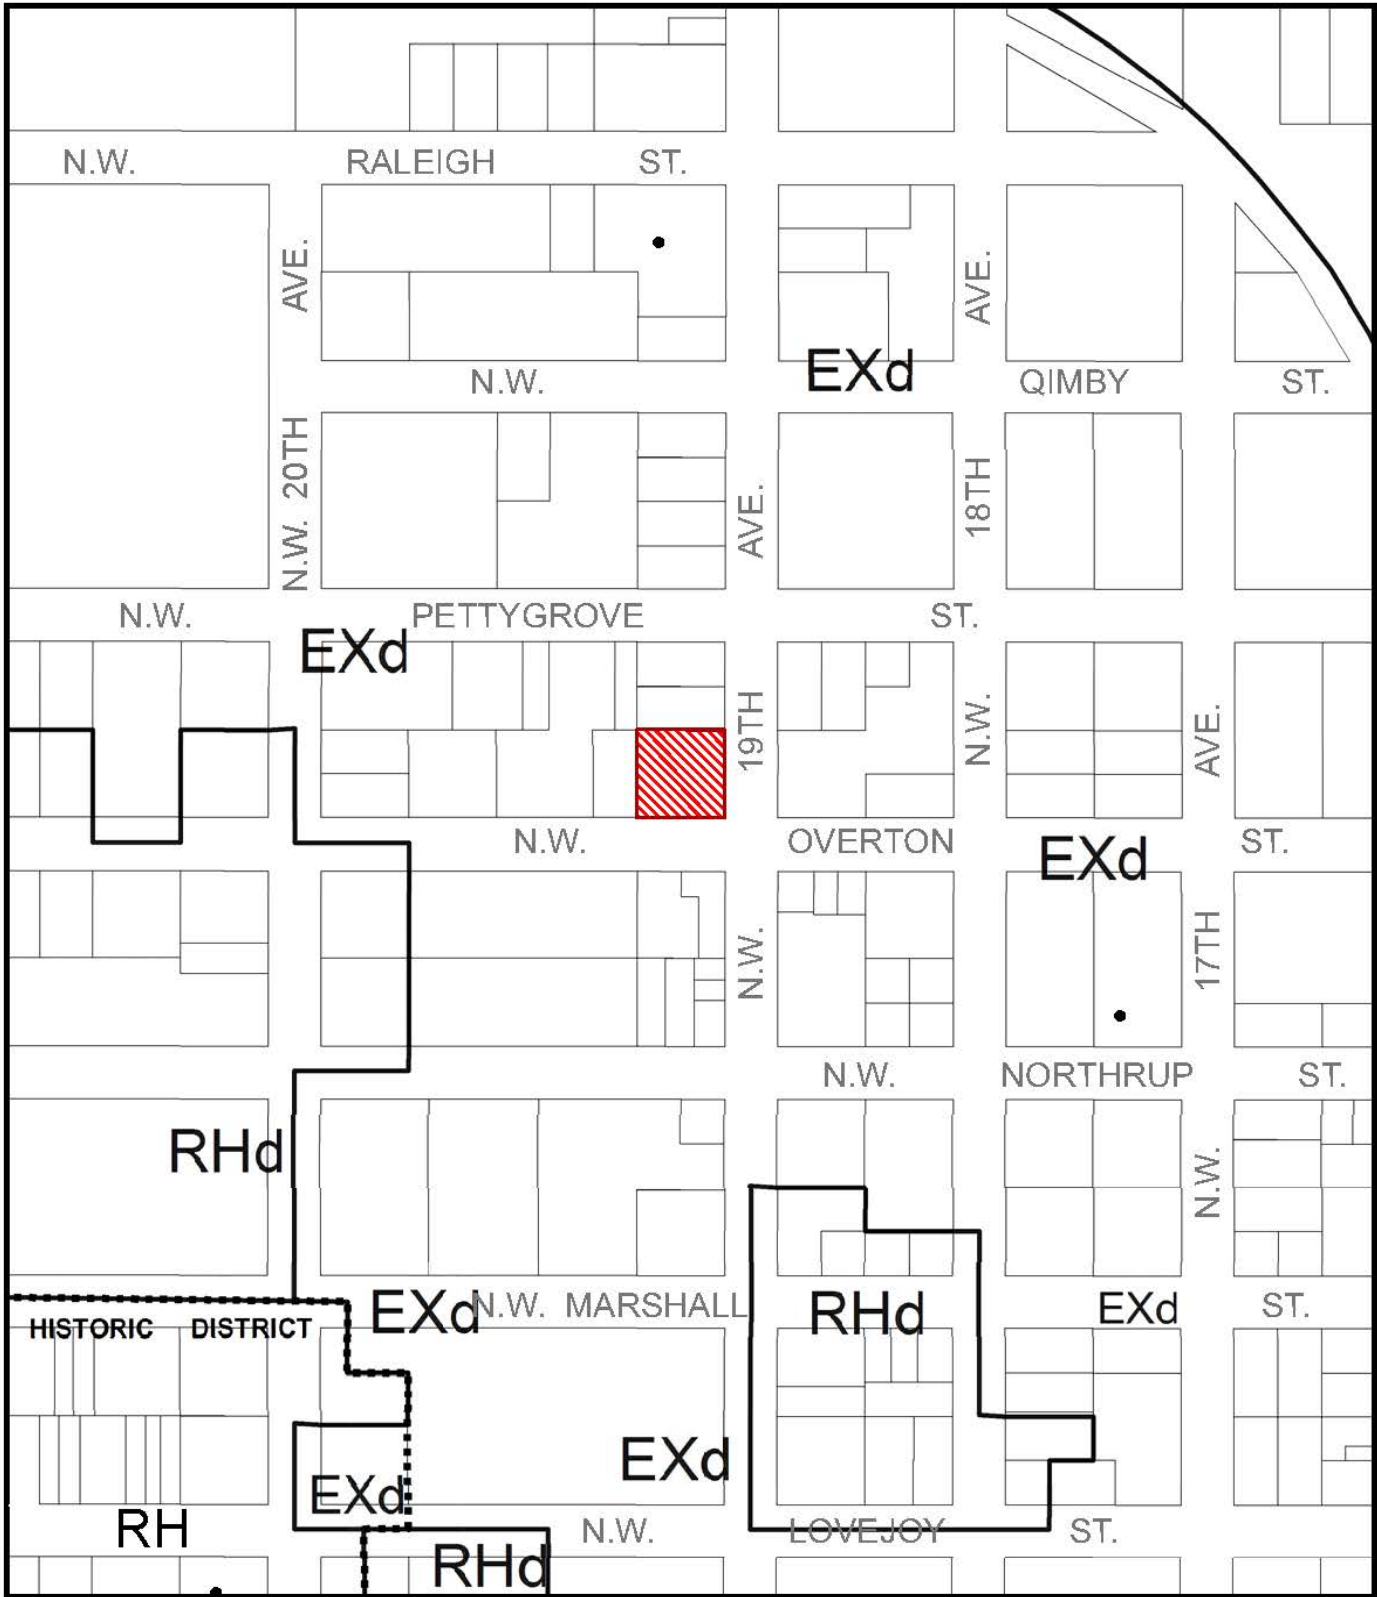 N.W. RALEIGH ST.
AVE.
AVE.
EXd
N.W. QIMBY ST.
N.W. 20TH
AVE.
18TH
N.W. PETTYGROVE ST.
EXd
19TH
N.W.
AVE.
N.W. OVERTON ST.
EXd
N.W.
17TH
N.W. NORTHRUP ST.
RHd
N.W.
EXd
N.W. MARSHALL ST.
RHd
EXd
HISTORIC DISTRICT
EXd
EXd
RH
N.W. LOVEJOY ST.
RHd